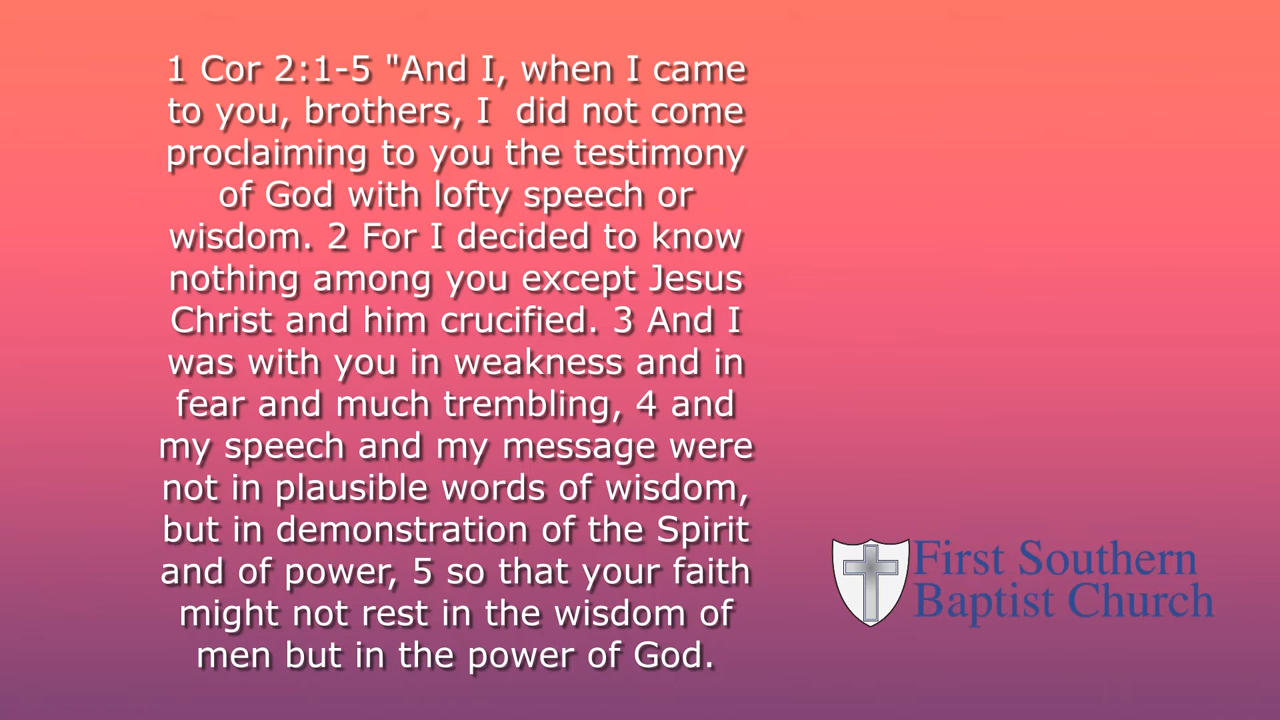 1 Cor 2:1-5 "And I, when I came
to you, brothers, I  did not come
proclaiming to you the testimony
of God with lofty speech or
wisdom. 2 For I decided to know
nothing among you except Jesus
Christ and him crucified. 3 And I
was with you in weakness and in
fear and much trembling, 4 and
my speech and my message were
not in plausible words of wisdom,
but in demonstration of the Spirit
and of power, 5 so that your faith
might not rest in the wisdom of
men but in the power of God.
First Southern
Baptist Church